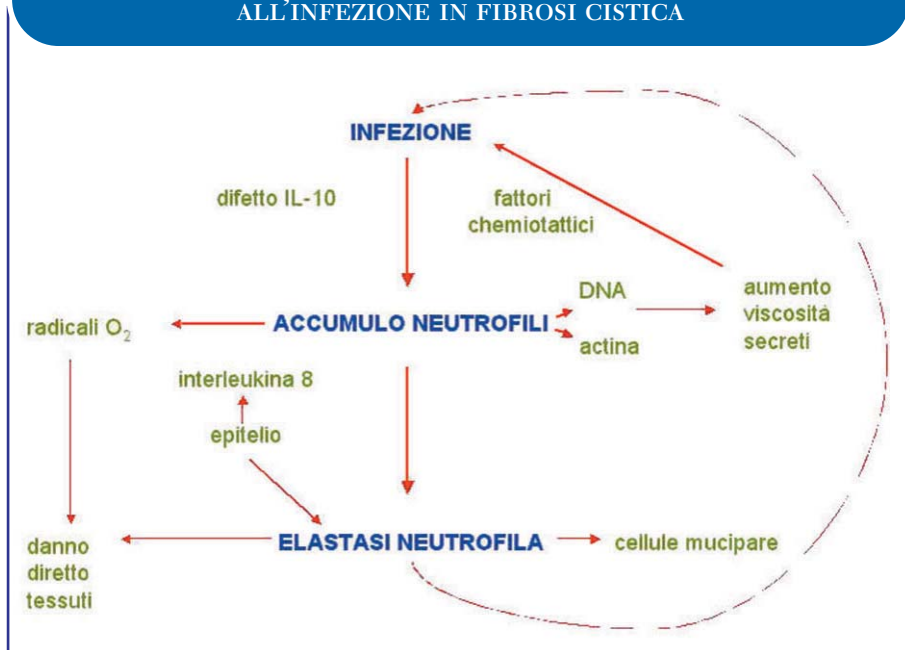 ALL'INFEZIONE IN FIBROSI CISTICA
INFEZIONE
difetto IL-10
fattori
chemiotattici
DNA
aumento
viscosità
secreti
radicali O₂
ACCUMULO NEUTROFILI
actina
interleukina 8
epitelio
danno
diretto
tessuti
ELASTASI NEUTROFILA
cellule mucipare